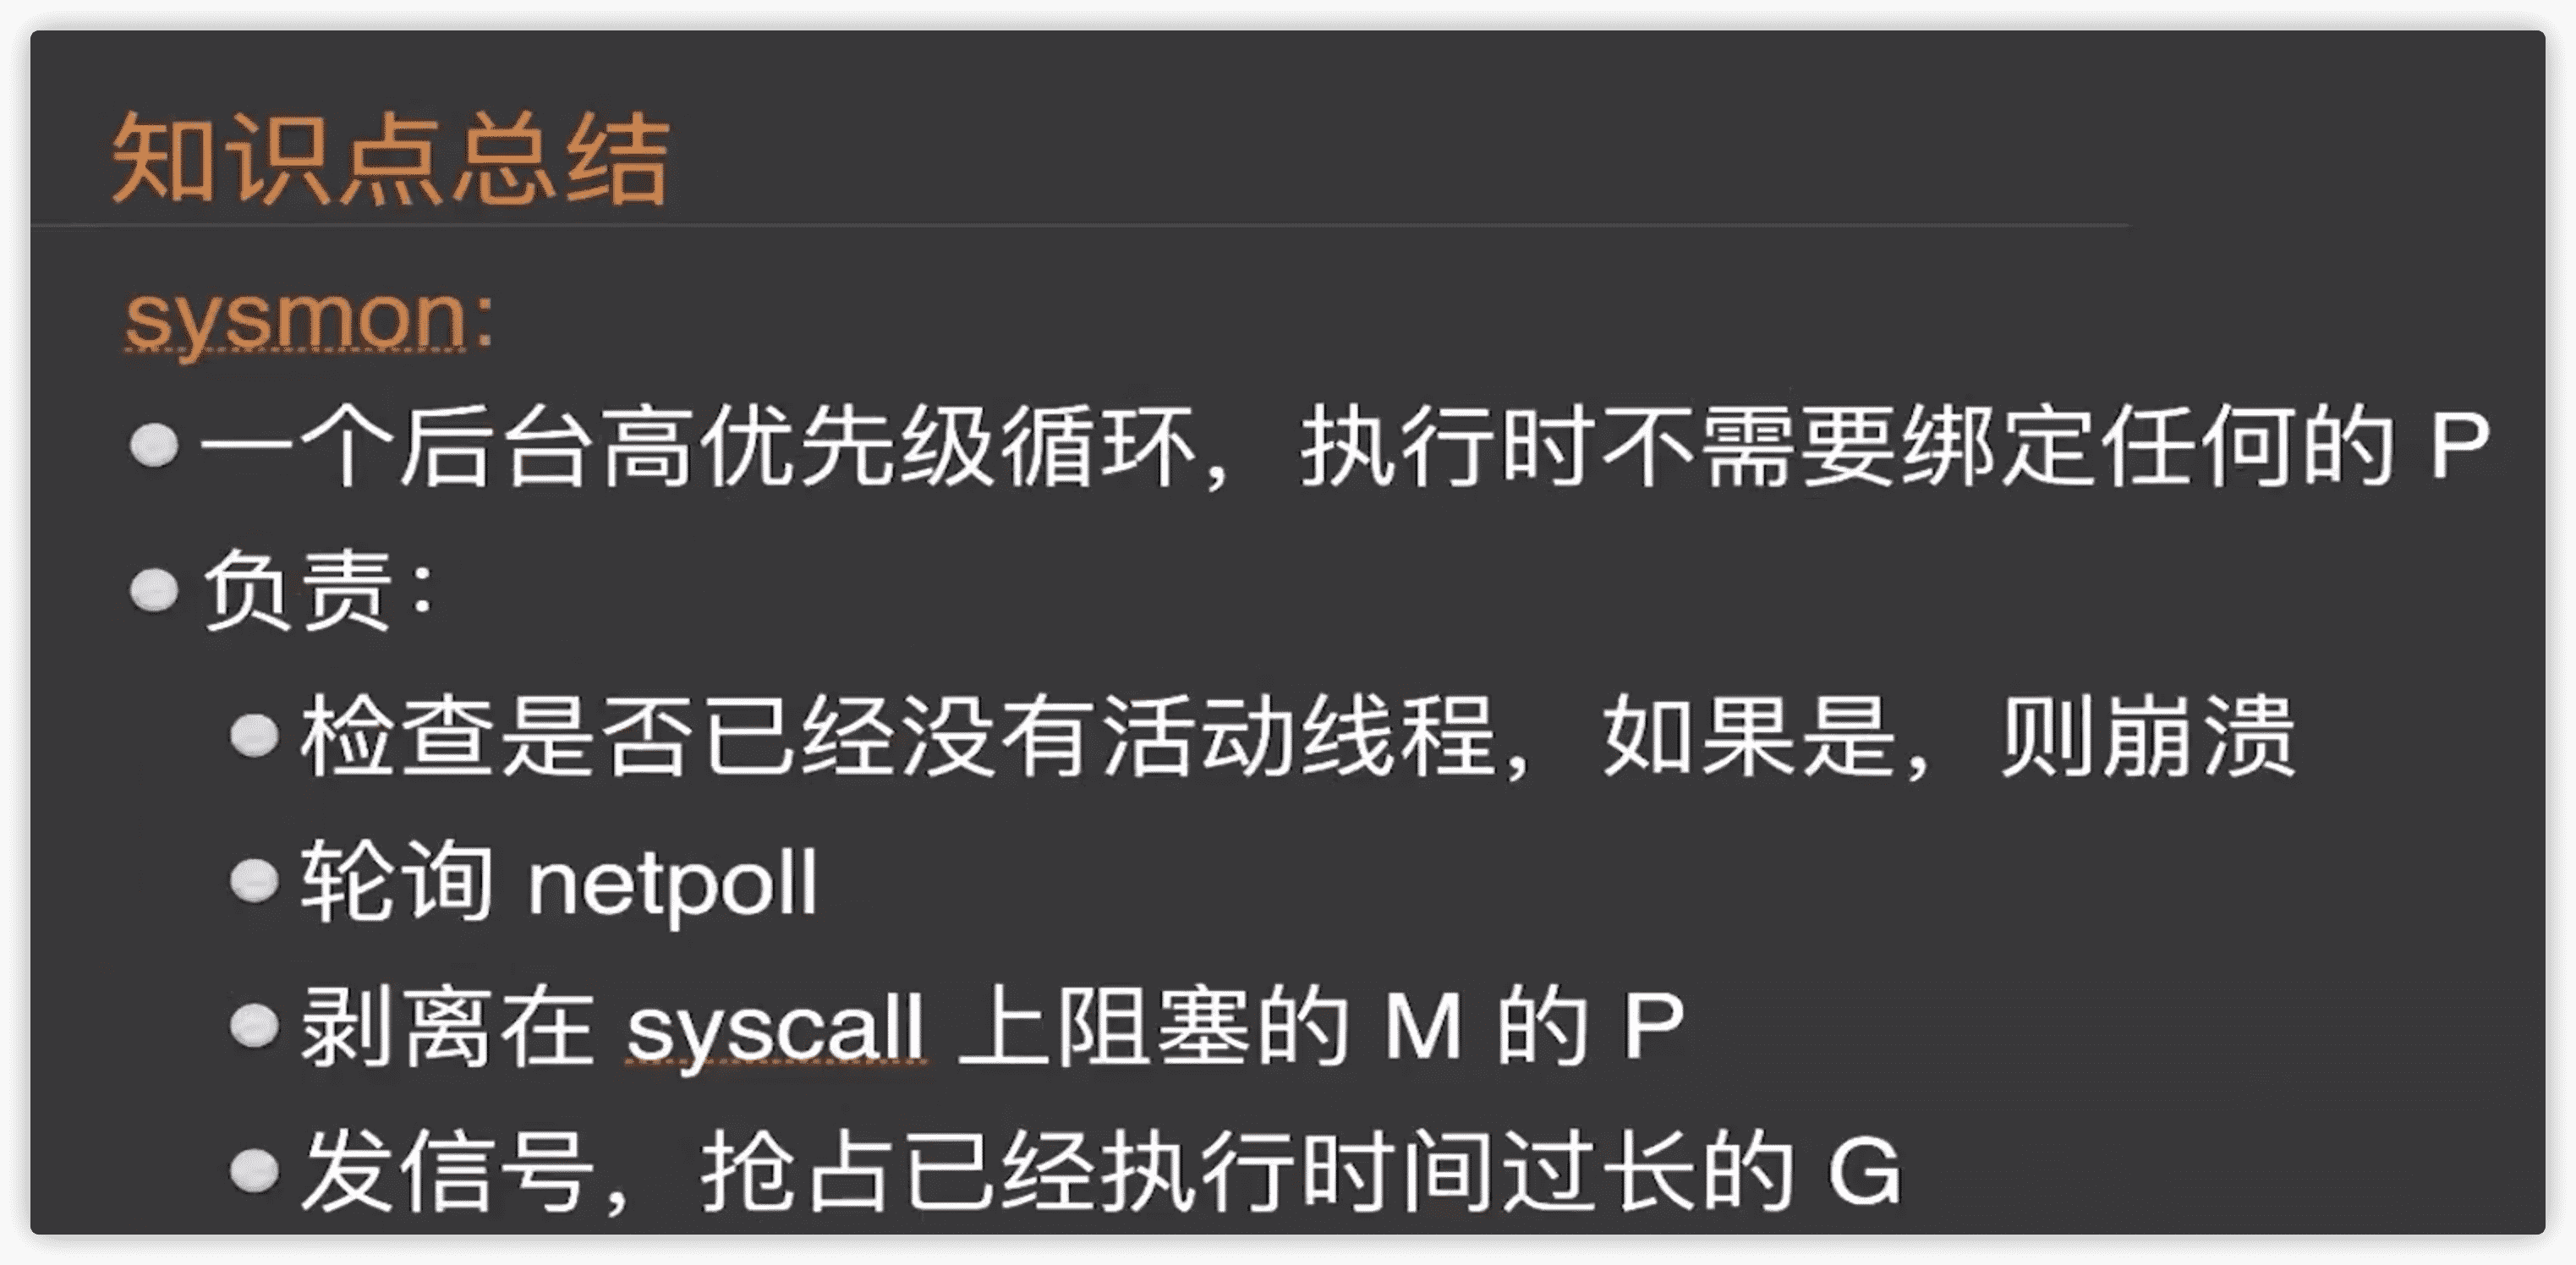 知识点总结
sysmon:
一个后台高优先级循环，执行时不需要绑定任何的 P
负责：
检查是否已经没有活动线程，如果是，则崩溃
轮询 netpoll
剥离在 syscall 上阻塞的 M 的 P
发信号，抢占已经执行时间过长的 G